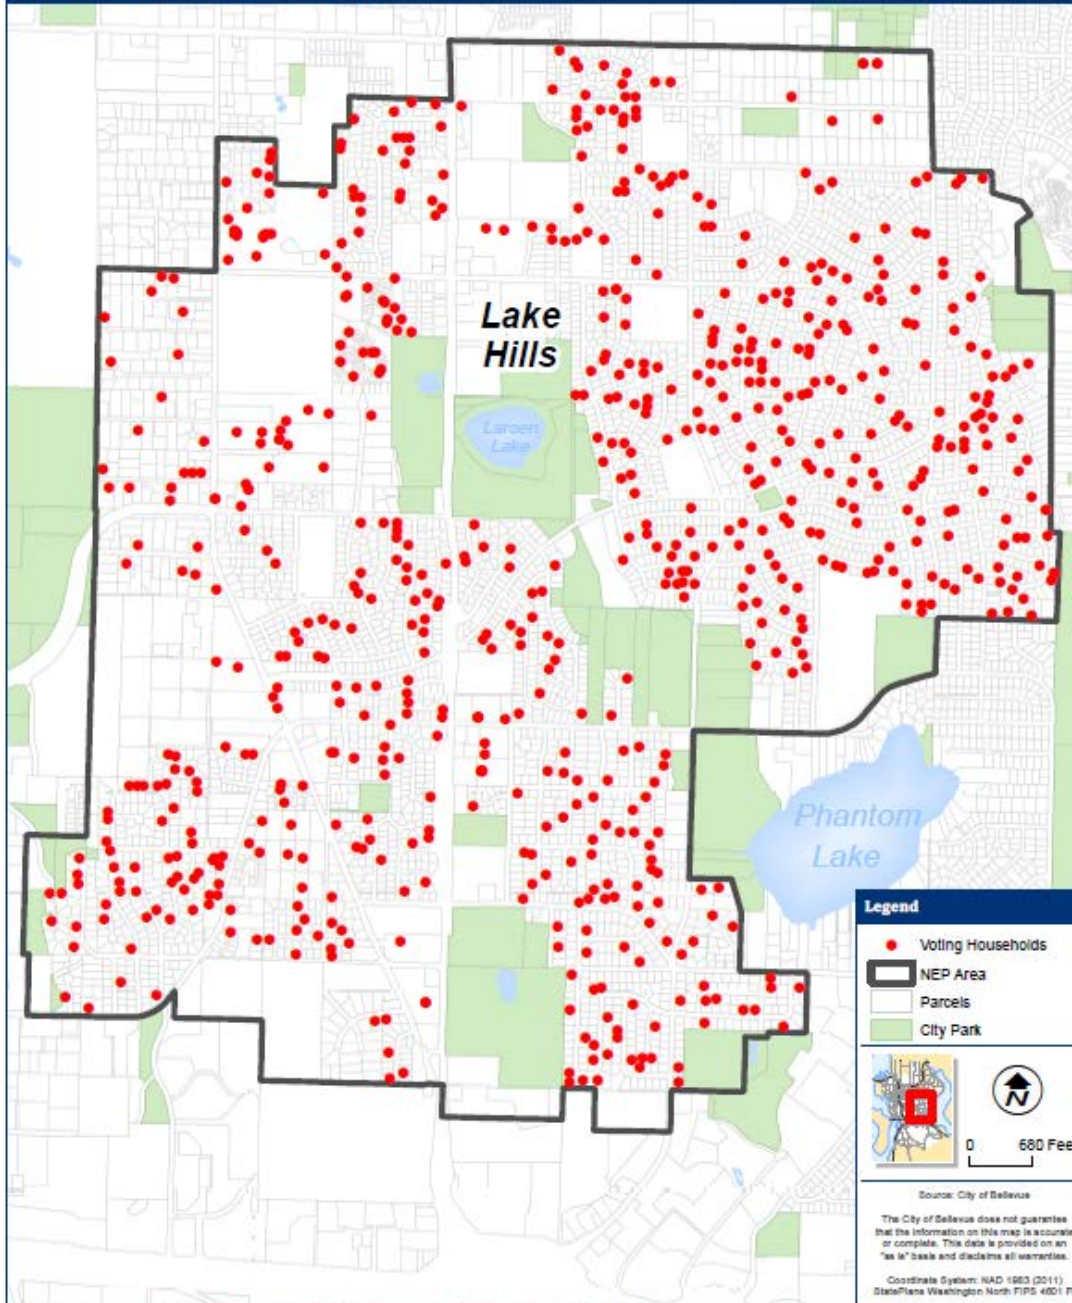 Lake
Hills
Larsen
Lake
Phantom
Lake
Legend
Voting Households
NEP Area
Parcels
City Park
N
0 680 Fee
Source: City of Bellevue
The City of Bellevue does not guarantee
that the information on this map is accurate
or complete. This data is provided on an
"as is" basis and disclaims all warranties.
Coordinate System: NAD 1983 (2011)
StatePlane Washington North FIPS 4601 F